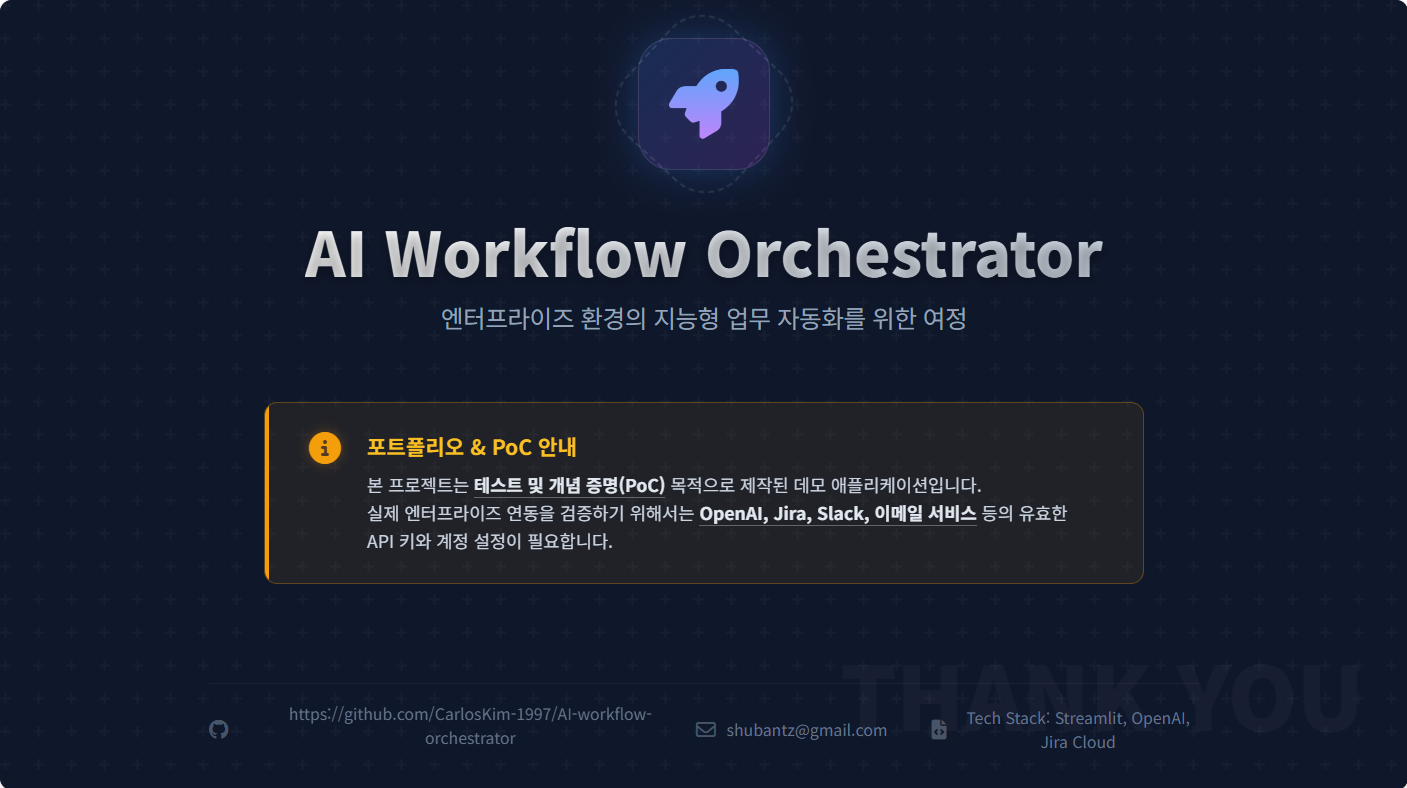 AI Workflow Orchestrator
엔터프라이즈 환경의 지능형 업무 자동화를 위한 여정
포트폴리오 & PoC 안내
본 프로젝트는 테스트 및 개념 증명(PoC) 목적으로 제작된 데모 애플리케이션입니다.
실제 엔터프라이즈 연동을 검증하기 위해서는 OpenAI, Jira, Slack, 이메일 서비스 등의 유효한
API 키와 계정 설정이 필요합니다.
THANK YOU
https://github.com/CarlosKim-1997/AI-workflow-
orchestrator
shubantz@gmail.com
Tech Stack: Streamlit, OpenAI,
Jira Cloud